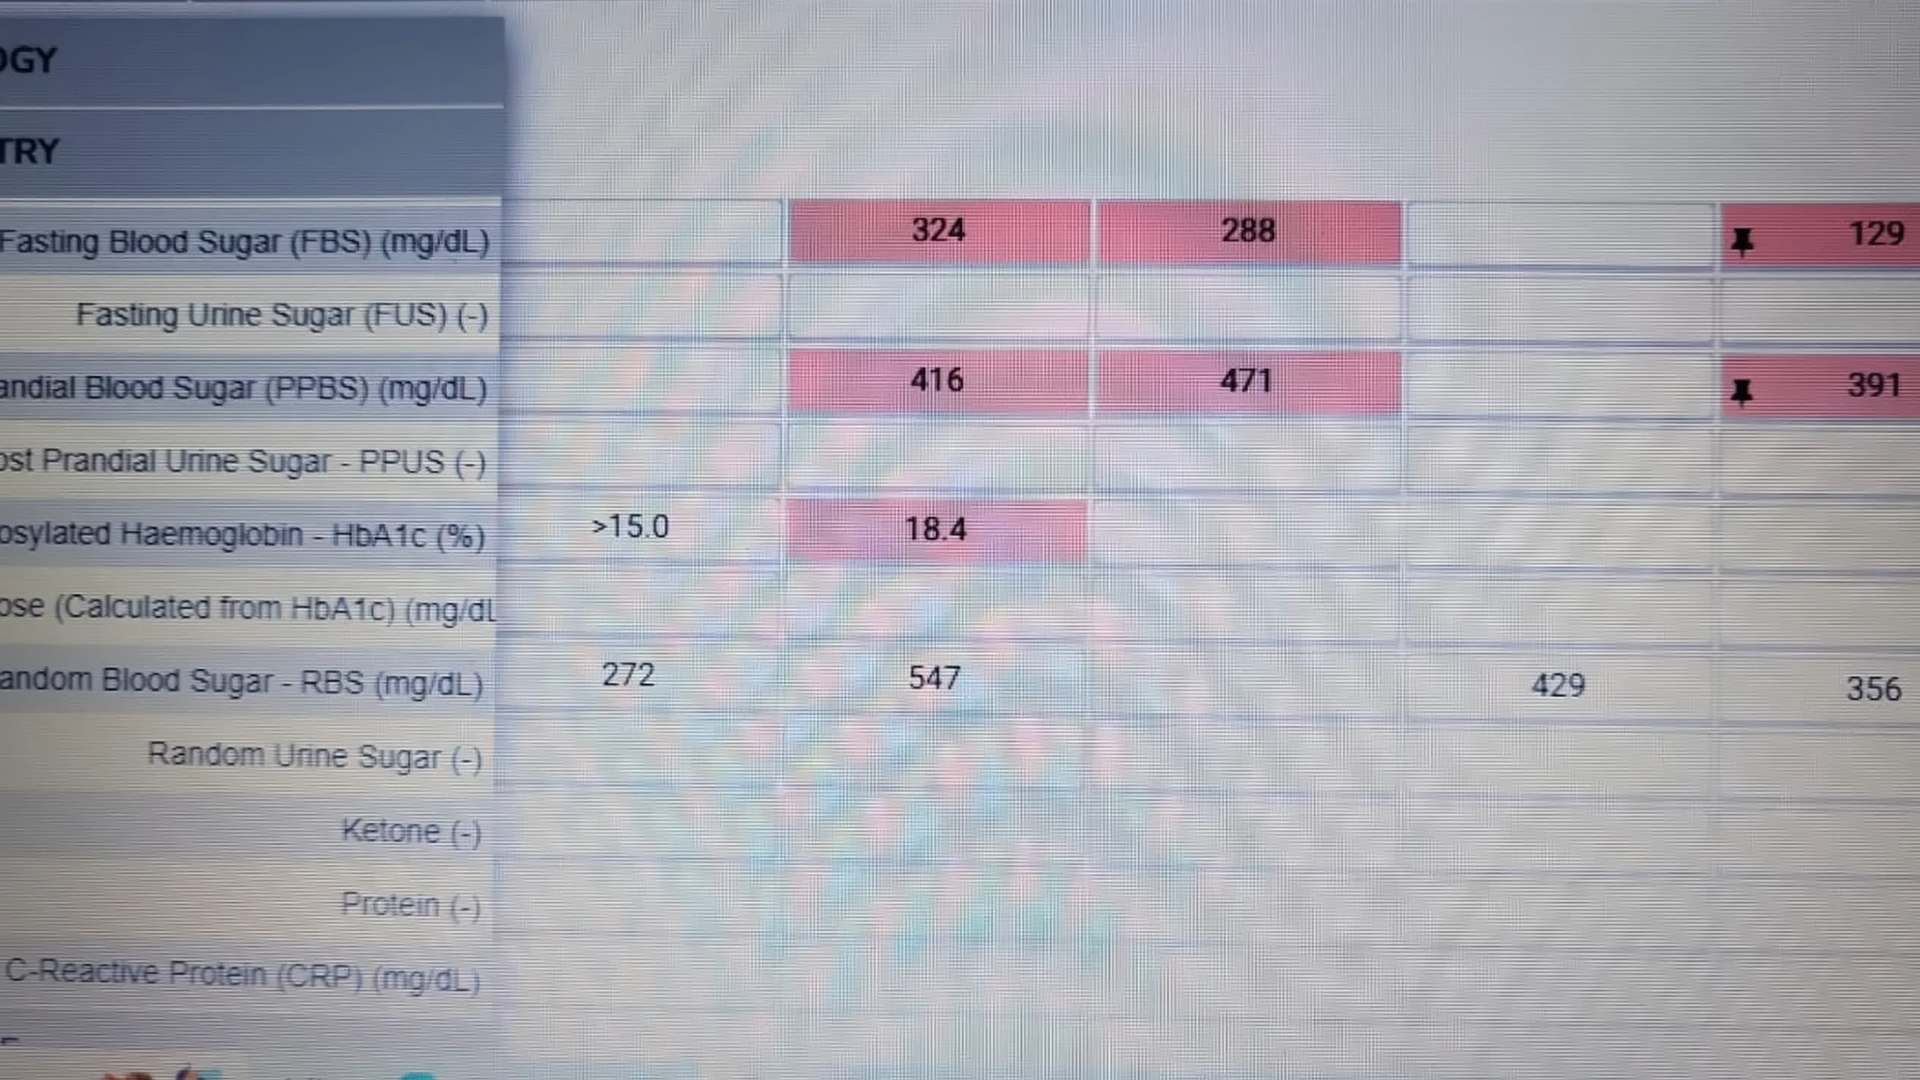 OGY
TRY
Fasting Blood Sugar (FBS) (mg/dL) 324 288 129
Fasting Urine Sugar (FUS) (-)
andial Blood Sugar (PPBS) (mg/dL) 416 471 391
ost Prandial Urine Sugar - PPUS (-)
osylated Haemoglobin - HbA1c (%) >15.0 18.4
ose (Calculated from HbA1c) (mg/dL
andom Blood Sugar - RBS (mg/dL) 272 547 429 356
Random Urine Sugar (-)
Ketone (-)
Protein (-)
C-Reactive Protein (CRP) (mg/dL)